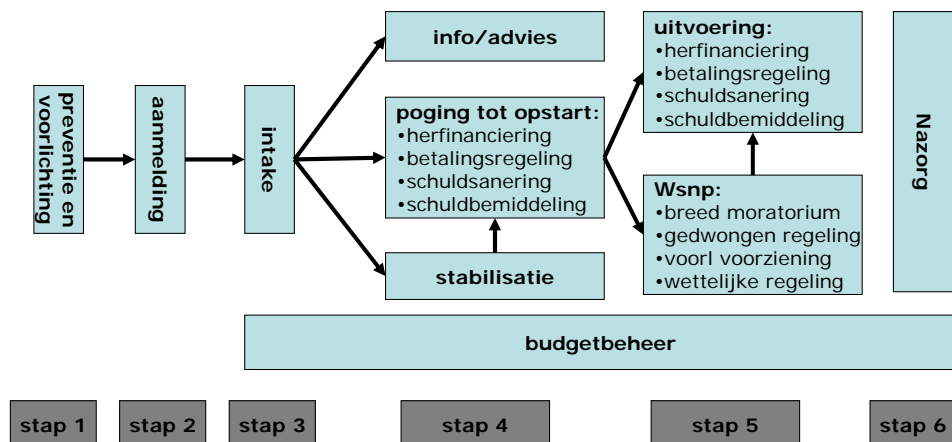 preventie en
voorlichting
aanmelding
intake
info/advies
poging tot opstart:
•herfinanciering
•betalingsregeling
•schuldsanering
•schuldbemiddeling
stabilisatie
uitvoering:
•herfinanciering
•betalingsregeling
•schuldsanering
•schuldbemiddeling
Wsnp:
•breed moratorium
•gedwongen regeling
•voorl voorziening
•wettelijke regeling
Nazorg
budgetbeheer
stap 1
stap 2
stap 3
stap 4
stap 5
stap 6